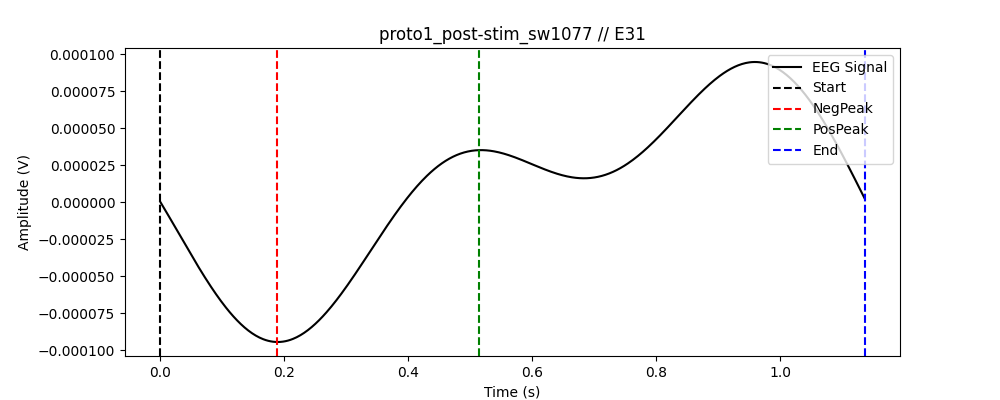 proto1_post-stim_sw1077 // E31
0.000100
0.000075
0.000050
0.000025
0.000000
−0.000025
−0.000050
−0.000075
−0.000100
Amplitude (V)
EEG Signal
Start
NegPeak
PosPeak
End
0.0 0.2 0.4 0.6 0.8 1.0
Time (s)